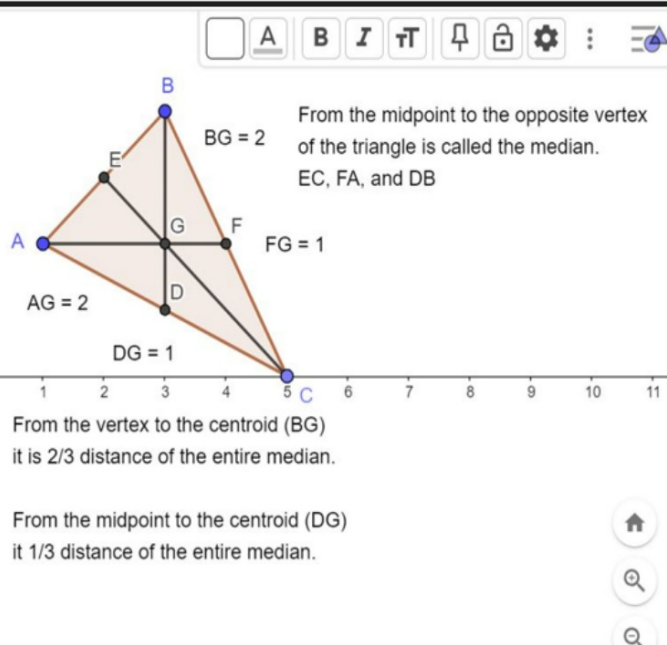 A B I TT
B
From the midpoint to the opposite vertex
BG = 2
of the triangle is called the median.
E
EC, FA, and DB
G F
A
FG = 1
D
AG = 2
DG = 1
1 2 3 4 5 6 7 8 9 10 11
C
From the vertex to the centroid (BG)
it is 2/3 distance of the entire median.
From the midpoint to the centroid (DG)
it 1/3 distance of the entire median.